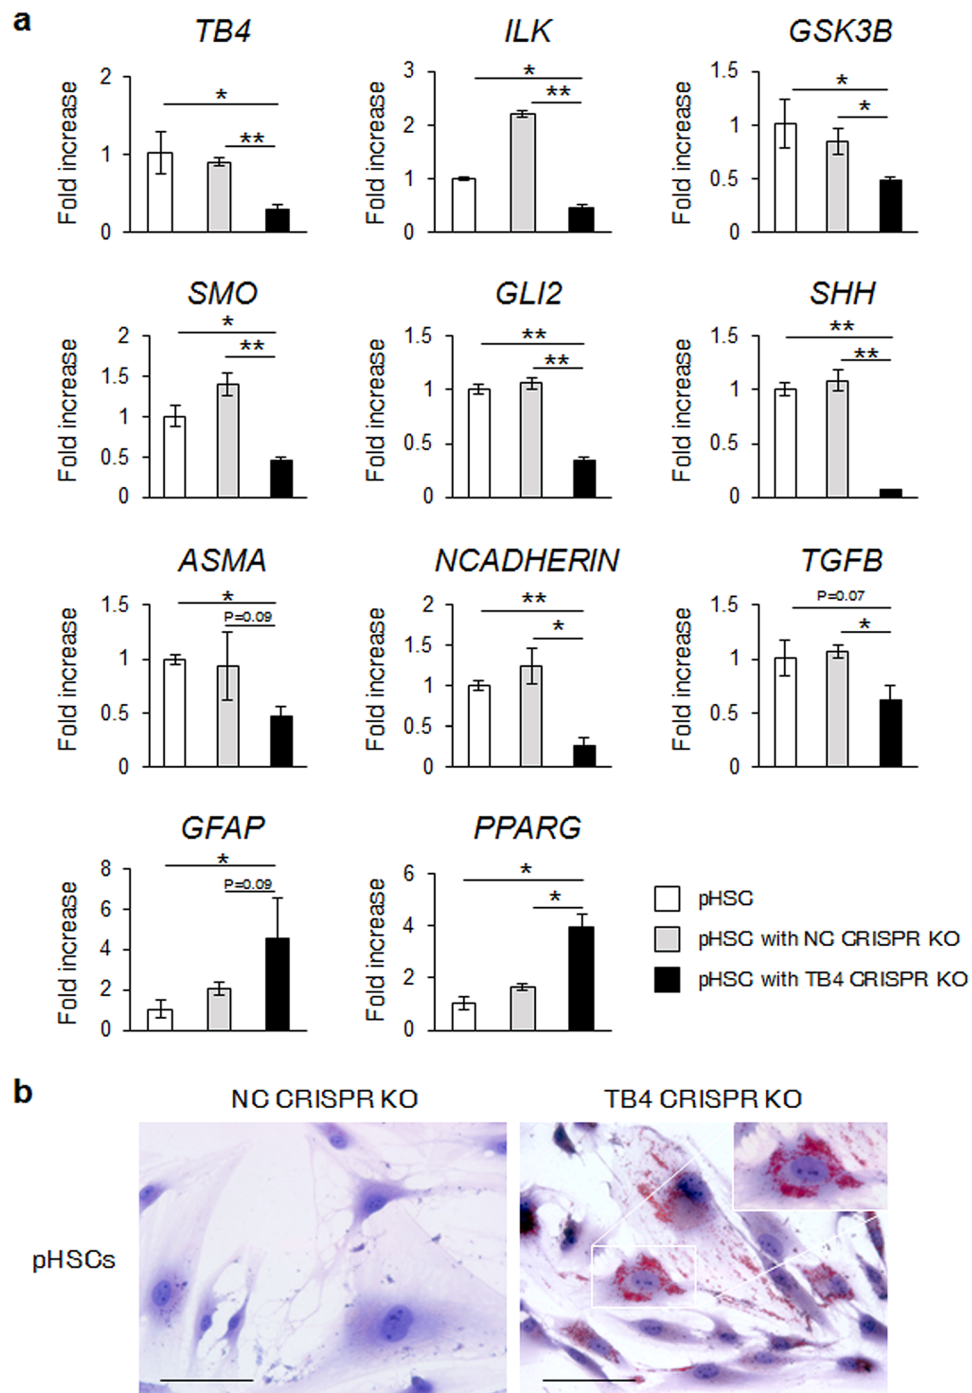 a
TB4
ILK
GSK3B
Fold increase
2
1
0
*
**
Fold increase
3
2
1
0
*
**
Fold increase
1.5
1
0.5
0
*
*
SMO
GLI2
SHH
Fold increase
2
1.5
1
0.5
0
*
**
Fold increase
1.5
1
0.5
0
**
**
Fold increase
1.5
1
0.5
0
**
**
ASMA
NCADHERIN
TGFB
Fold increase
1.5
1
0.5
0
*
P=0.09
Fold increase
2
1.5
1
0.5
0
**
*
Fold increase
1.5
1
0.5
0
P=0.07
*
GFAP
PPARG
Fold increase
8
6
4
2
0
*
P=0.09
Fold increase
6
4
2
0
*
*
pHSC
pHSC with NC CRISPR KO
pHSC with TB4 CRISPR KO
b
NC CRISPR KO
TB4 CRISPR KO
pHSCs